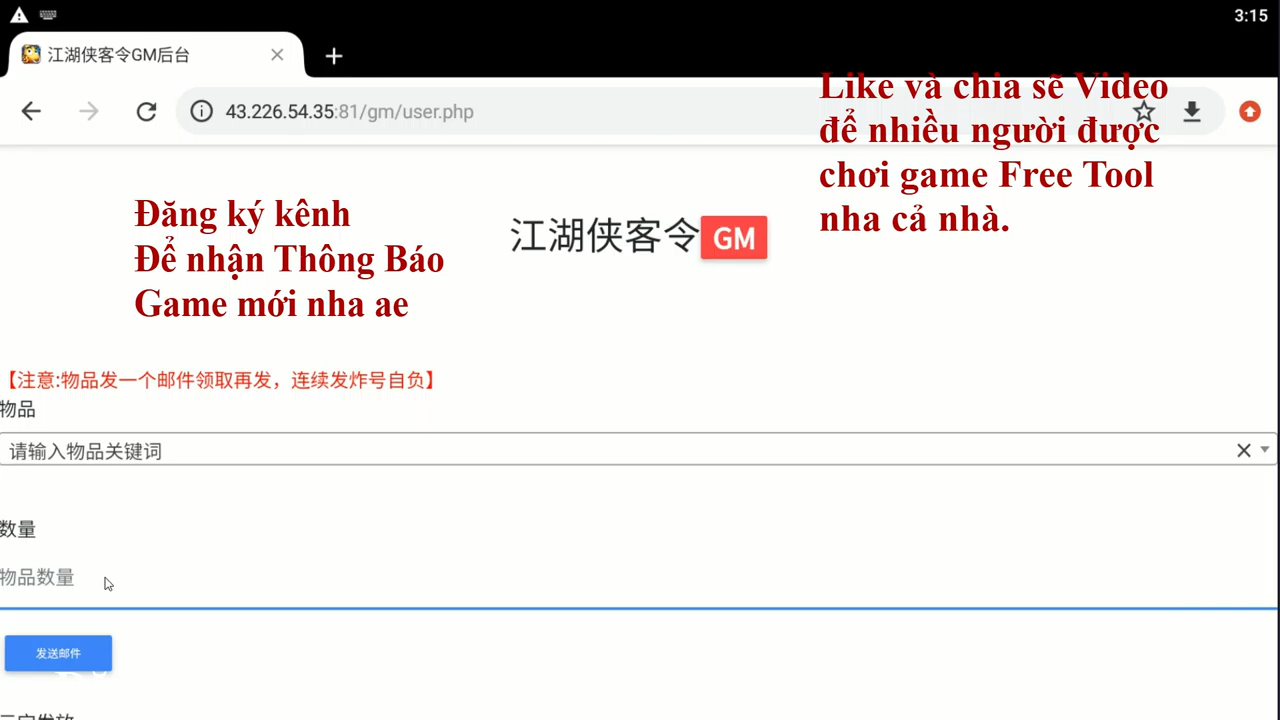 3:15
江湖侠客令GM后台
43.226.54.35:81/gm/user.php
Like và chia sẽ Video
để nhiều người được
chơi game Free Tool
nha cả nhà.
Đăng ký kênh
Để nhận Thông Báo
Game mới nha ae
江湖侠客令GM
【注意:物品发一个邮件领取再发，连续发炸号自负】
物品
请输入物品关键词
数量
物品数量
发送邮件